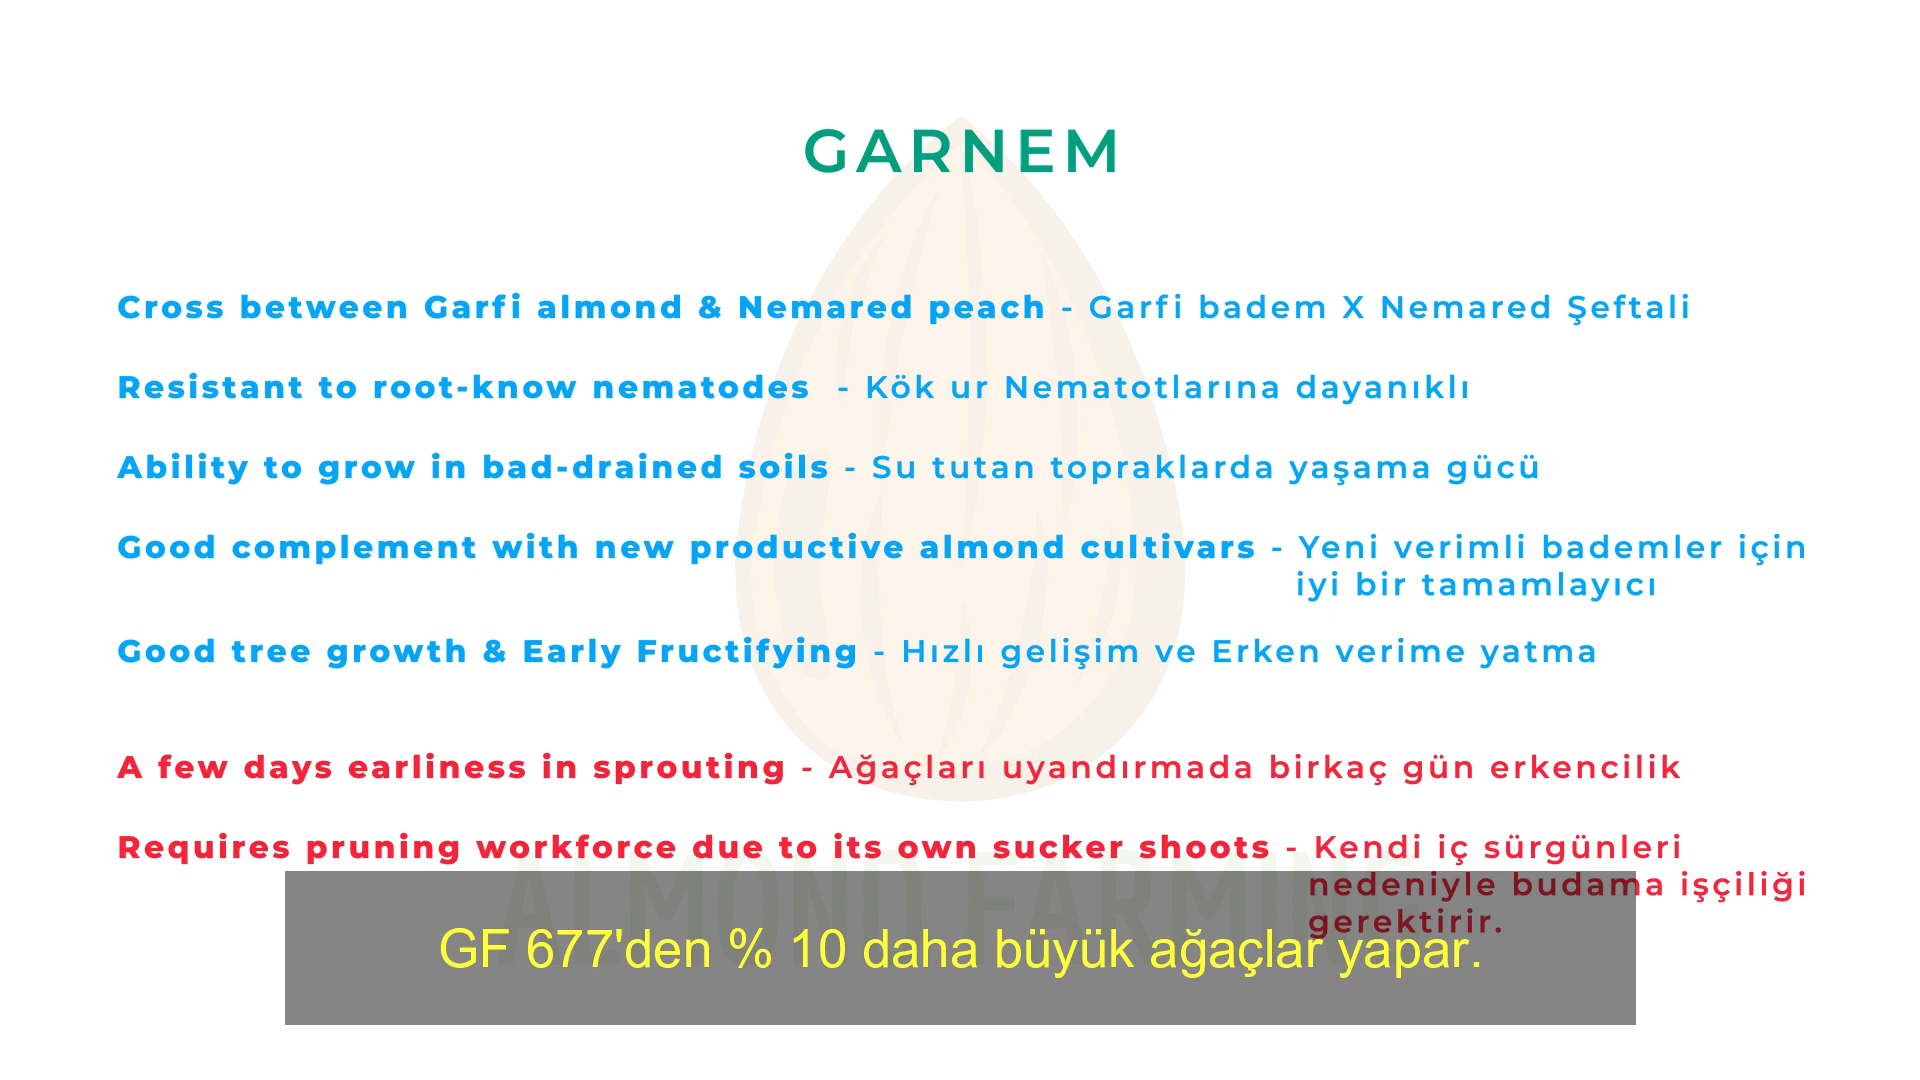 GARNEM
Cross between Garfi almond & Nemared peach - Garfi badem X Nemared Şeftali
Resistant to root-know nematodes - Kök ur Nematotlarına dayanıklı
Ability to grow in bad-drained soils - Su tutan topraklarda yaşama gücü
Good complement with new productive almond cultivars - Yeni verimli bademler için
iyi bir tamamlayıcı
Good tree growth & Early Fructifying - Hızlı gelişim ve Erken verime yatma
A few days earliness in sprouting - Ağaçları uyandırmada birkaç gün erkencilik
Requires pruning workforce due to its own sucker shoots - Kendi iç sürgünleri
nedeniyle budama işçiliği
gerektirir.
ALMOND FARMING
GF 677'den % 10 daha büyük ağaçlar yapar.